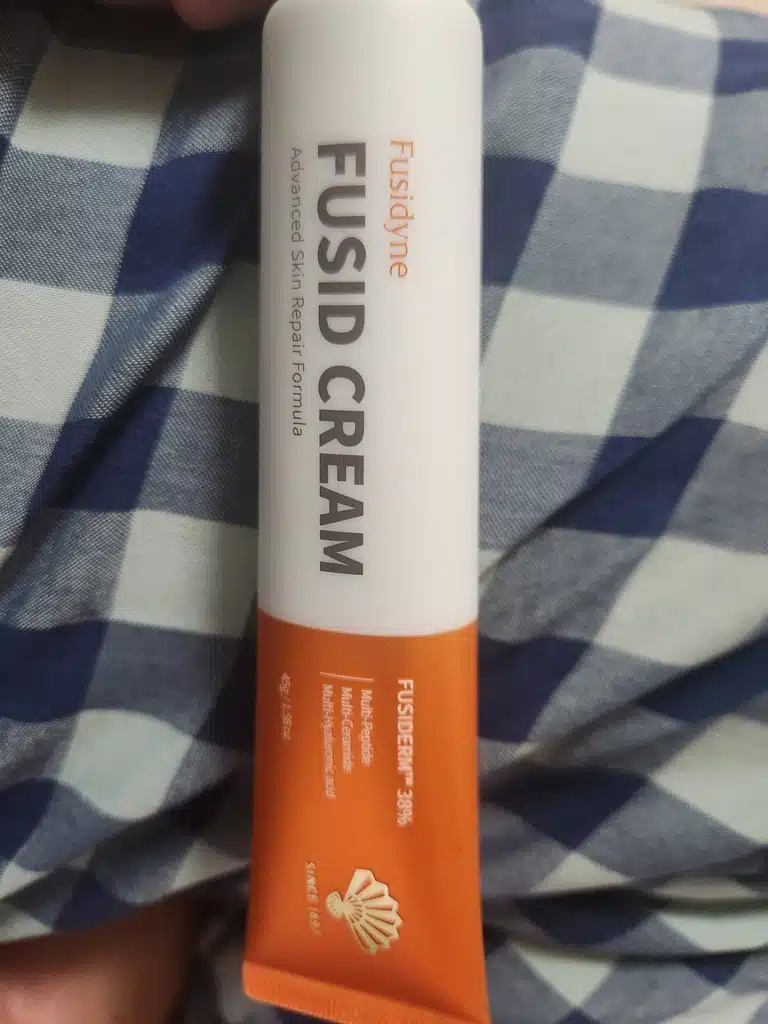 Fusidyne
FUSID CREAM
Advanced Skin Repair Formula
FUSIDERM™ 38%
Multi-Peptide
Multi-Ceramide
Multi-Hyaluronic acid
45g / 1.58 oz
SINCE 1897